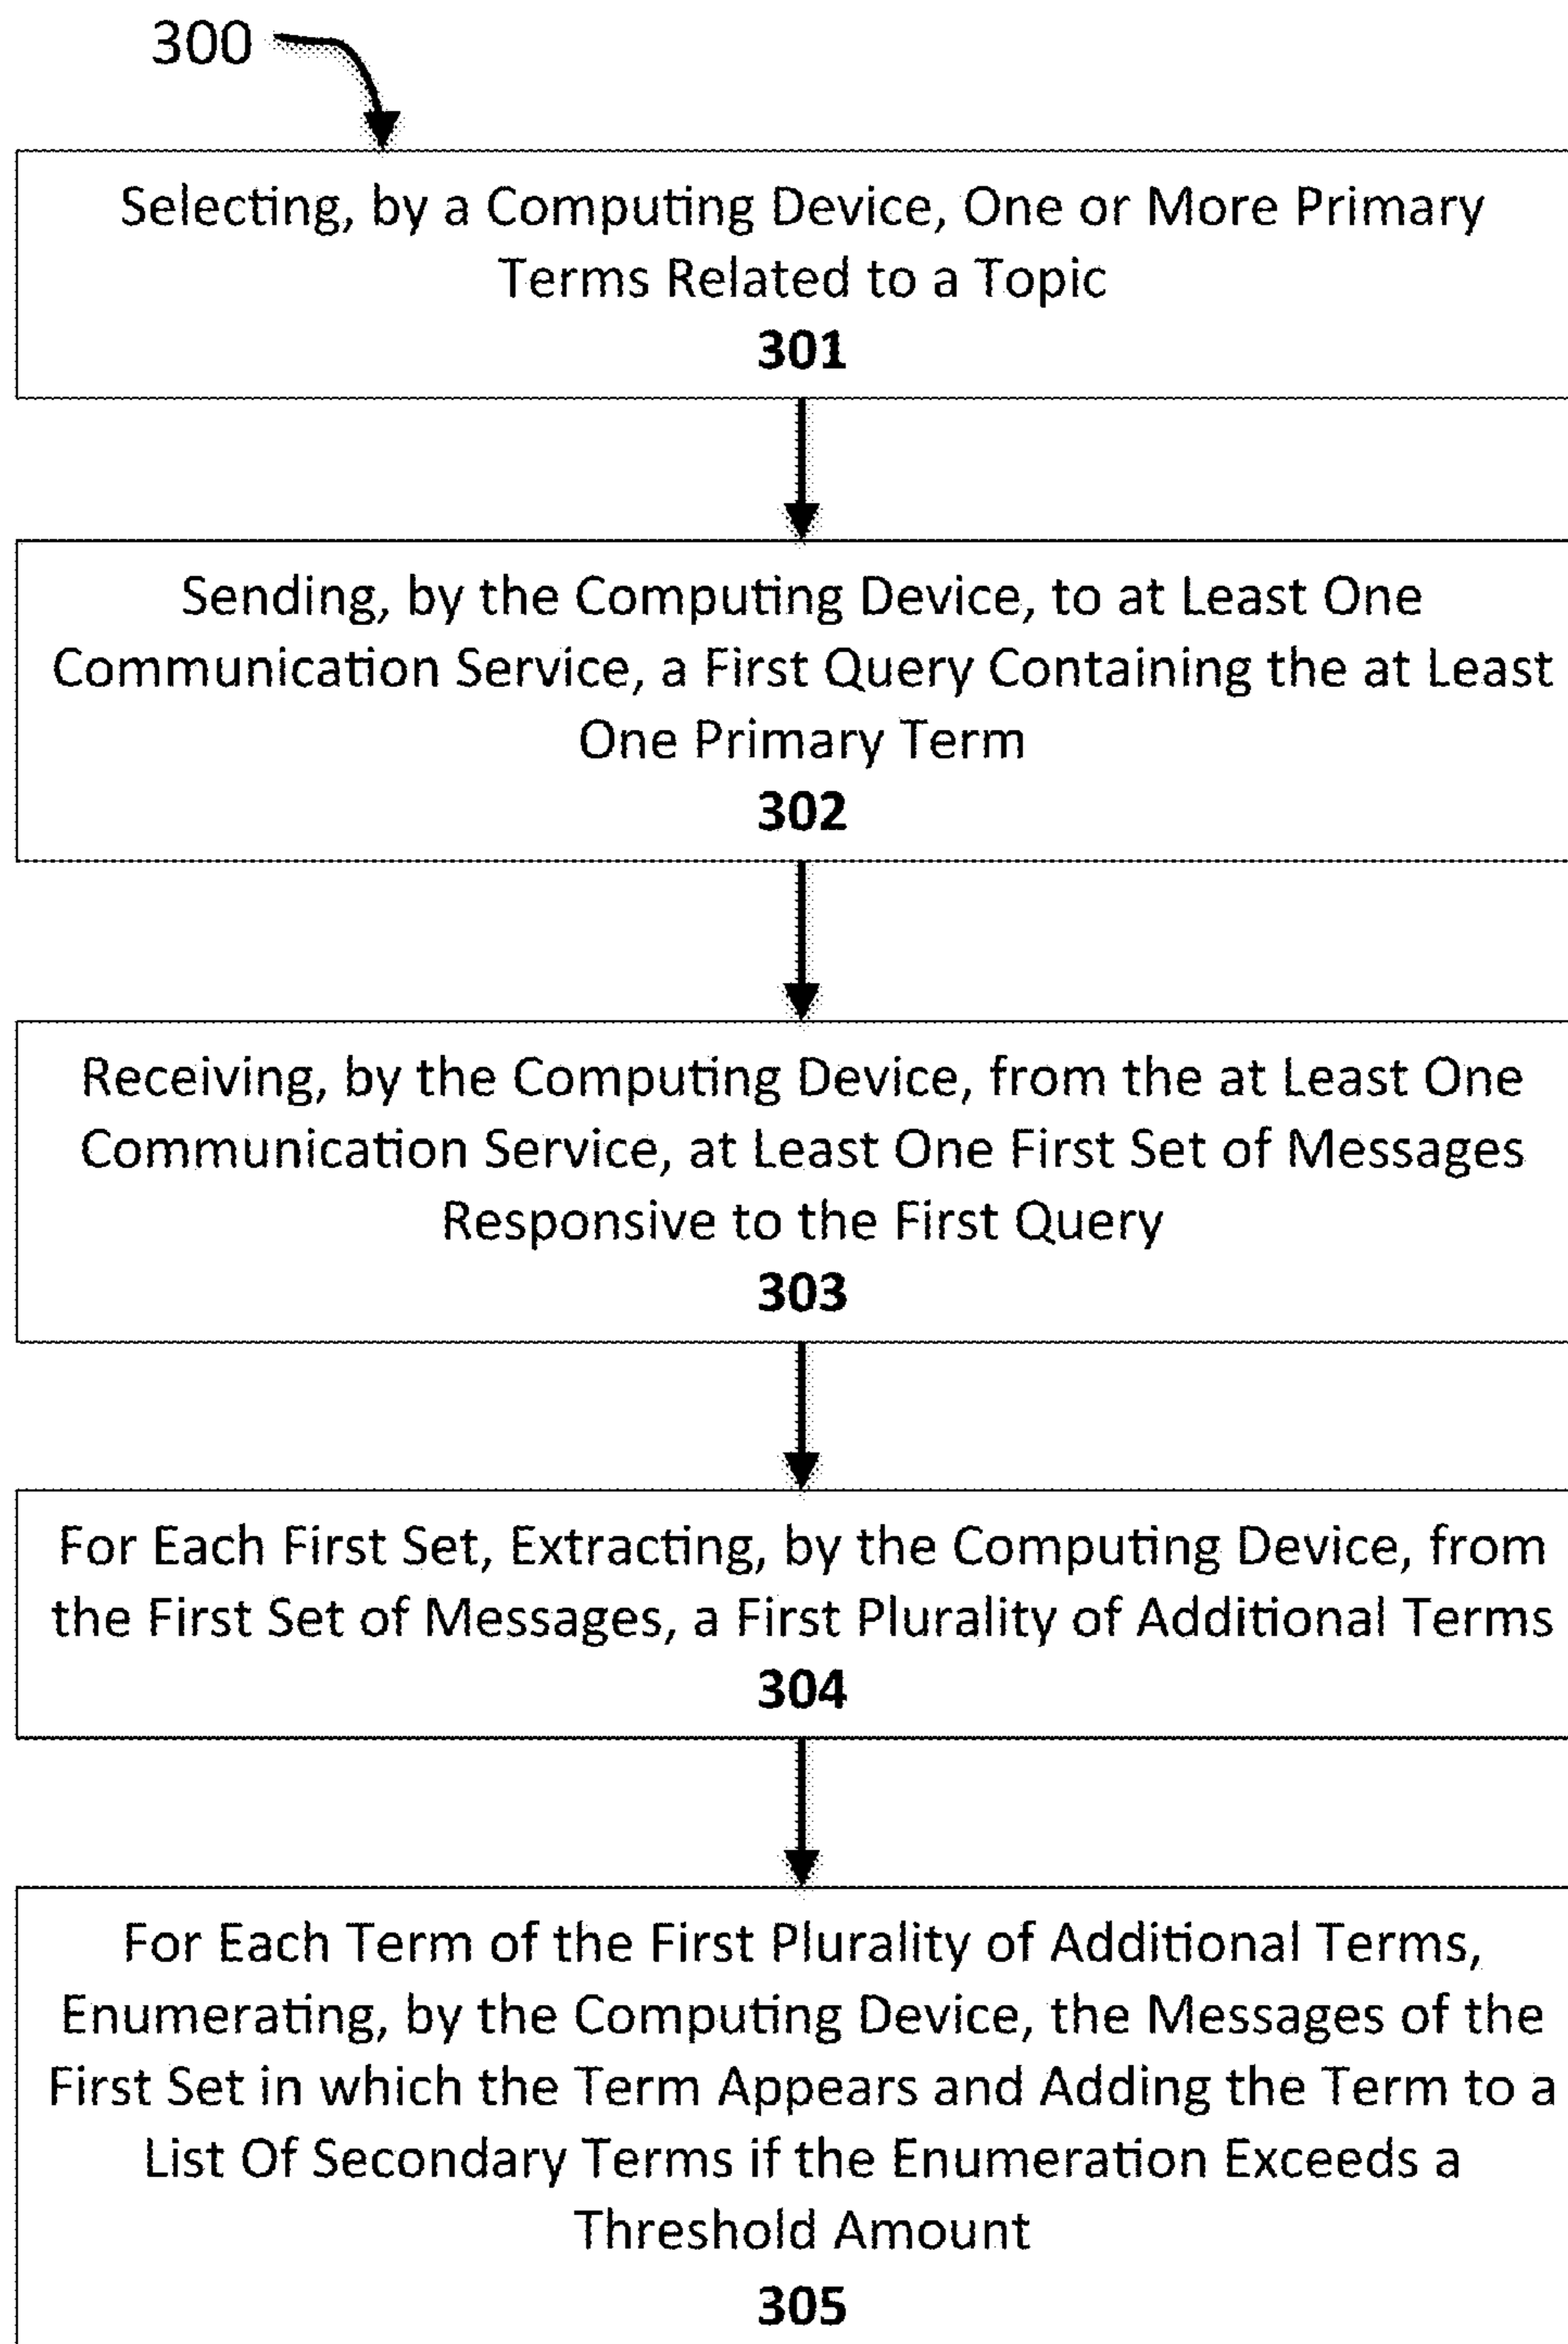 300
Selecting, by a Computing Device, One or More Primary
Terms Related to a Topic
301
Sending, by the Computing Device, to at Least One
Communication Service, a First Query Containing the at Least
One Primary Term
302
Receiving, by the Computing Device, from the at Least One
Communication Service, at Least One First Set of Messages
Responsive to the First Query
303
For Each First Set, Extracting, by the Computing Device, from
the First Set of Messages, a First Plurality of Additional Terms
304
For Each Term of the First Plurality of Additional Terms,
Enumerating, by the Computing Device, the Messages of the
First Set in which the Term Appears and Adding the Term to a
List Of Secondary Terms if the Enumeration Exceeds a
Threshold Amount
305